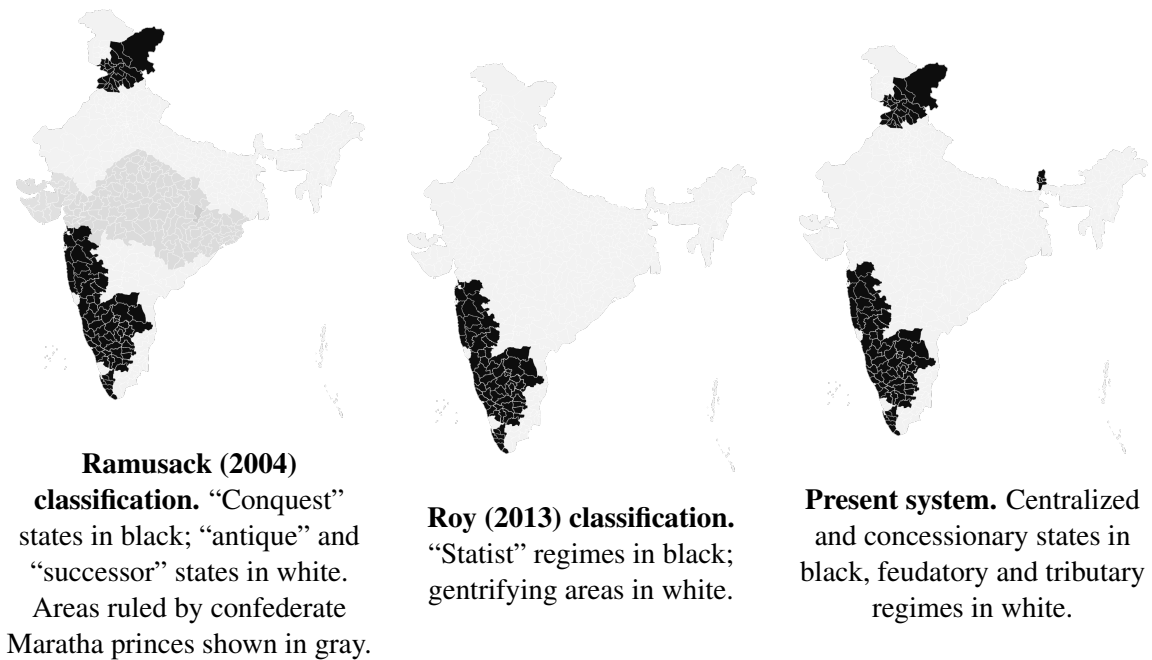 Ramusack (2004)
classification. “Conquest”
states in black; “antique” and
“successor” states in white.
Areas ruled by confederate
Maratha princes shown in gray.
Roy (2013) classification.
“Statist” regimes in black;
gentrifying areas in white.
Present system. Centralized
and concessionary states in
black, feudatory and tributary
regimes in white.